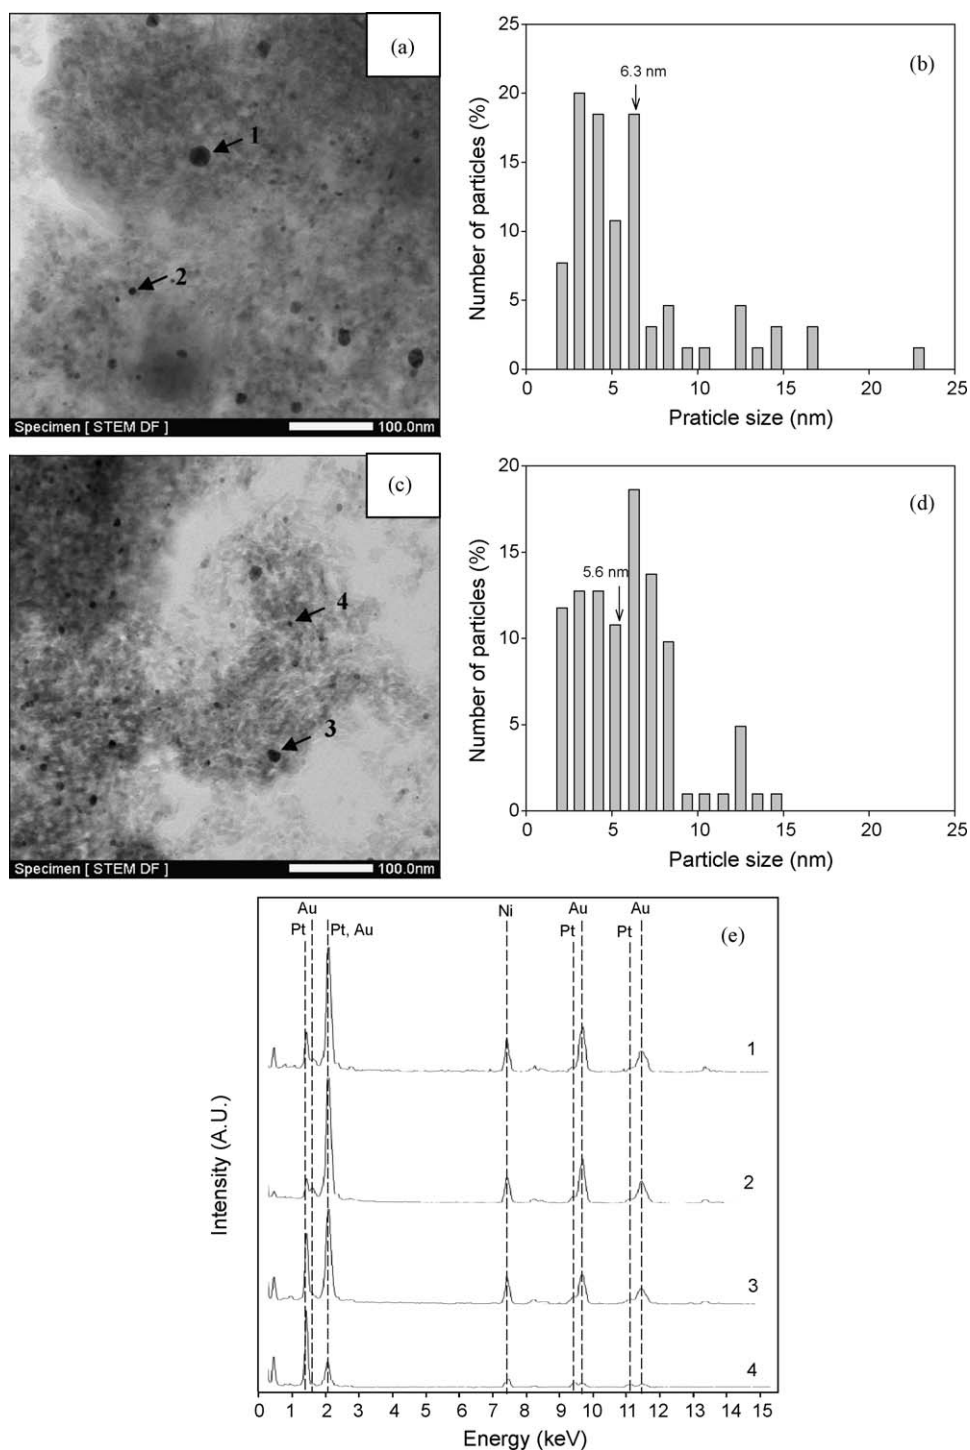 (a)
1
2
Specimen [ STEM DF ]
100.0nm
(b)
25
20
15
10
5
0
Number of particles (%)
6.3 nm
0 5 10 15 20 25
Praticle size (nm)
(c)
4
3
Specimen [ STEM DF ]
100.0nm
(d)
20
15
10
5
0
Number of particles (%)
5.6 nm
0 5 10 15 20 25
Particle size (nm)
(e)
Au Ni Au Au
Pt Pt, Au Pt Pt
1
2
3
4
Intensity (A.U.)
0 1 2 3 4 5 6 7 8 9 10 11 12 13 14 15
Energy (keV)